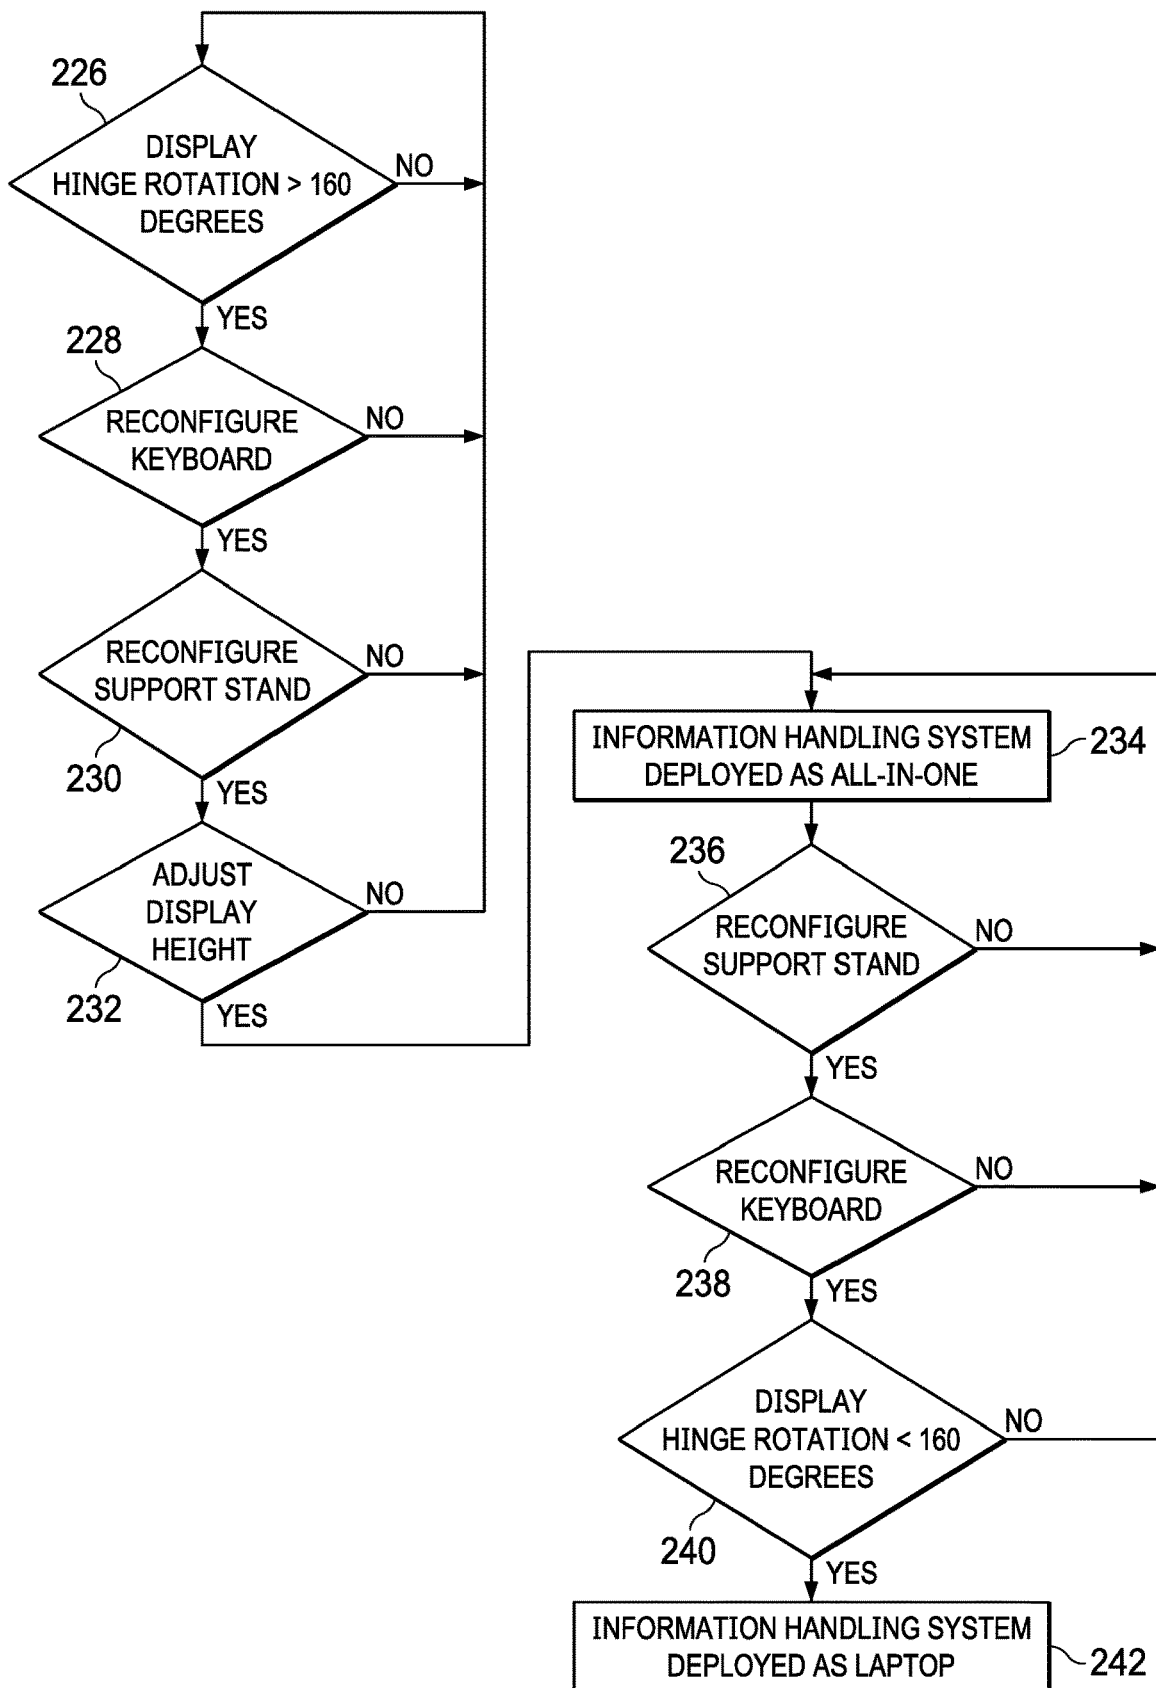 226
DISPLAY
HINGE ROTATION > 160
DEGREES
NO
YES
228
RECONFIGURE
KEYBOARD
NO
YES
RECONFIGURE
SUPPORT STAND
NO
230
YES
ADJUST
DISPLAY
HEIGHT
NO
232
YES
INFORMATION HANDLING SYSTEM
DEPLOYED AS ALL-IN-ONE
234
236
RECONFIGURE
SUPPORT STAND
NO
YES
RECONFIGURE
KEYBOARD
NO
238
YES
DISPLAY
HINGE ROTATION < 160
DEGREES
NO
240
YES
INFORMATION HANDLING SYSTEM
DEPLOYED AS LAPTOP
242